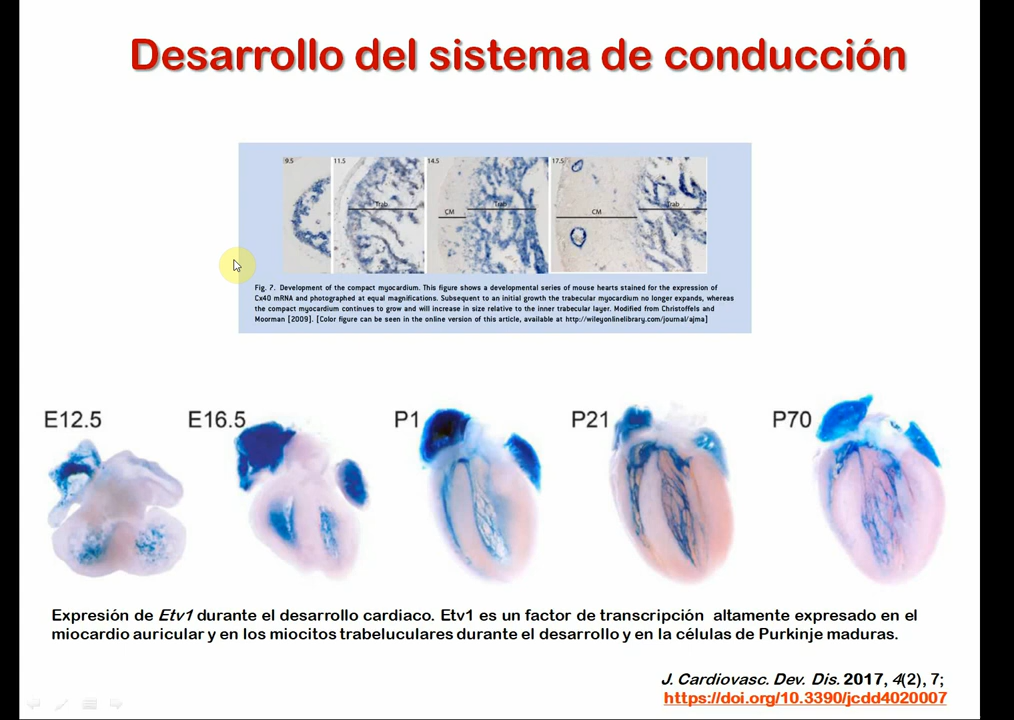 Desarrollo del sistema de conducción
9.5 11.5 14.5 17.5
Trab Trab Trab
CM CM
Fig. 7. Development of the compact myocardium. This figure shows a developmental series of mouse hearts stained for the expression of
Cx40 mRNA and photographed at equal magnifications. Subsequent to an initial growth the trabecular myocardium no longer expands, whereas
the compact myocardium continues to grow and will increase in size relative to the inner trabecular layer. Modified from Christoffels and
Moorman [2009]. [Color figure can be seen in the online version of this article, available at http://wileyonlinelibrary.com/journal/ajma]
E12.5 E16.5 P1 P21 P70
Expresión de Etv1 durante el desarrollo cardiaco. Etv1 es un factor de transcripción altamente expresado en el
miocardio auricular y en los miocitos trabeluculares durante el desarrollo y en la células de Purkinje maduras.
J. Cardiovasc. Dev. Dis. 2017, 4(2), 7;
https://doi.org/10.3390/jcdd4020007